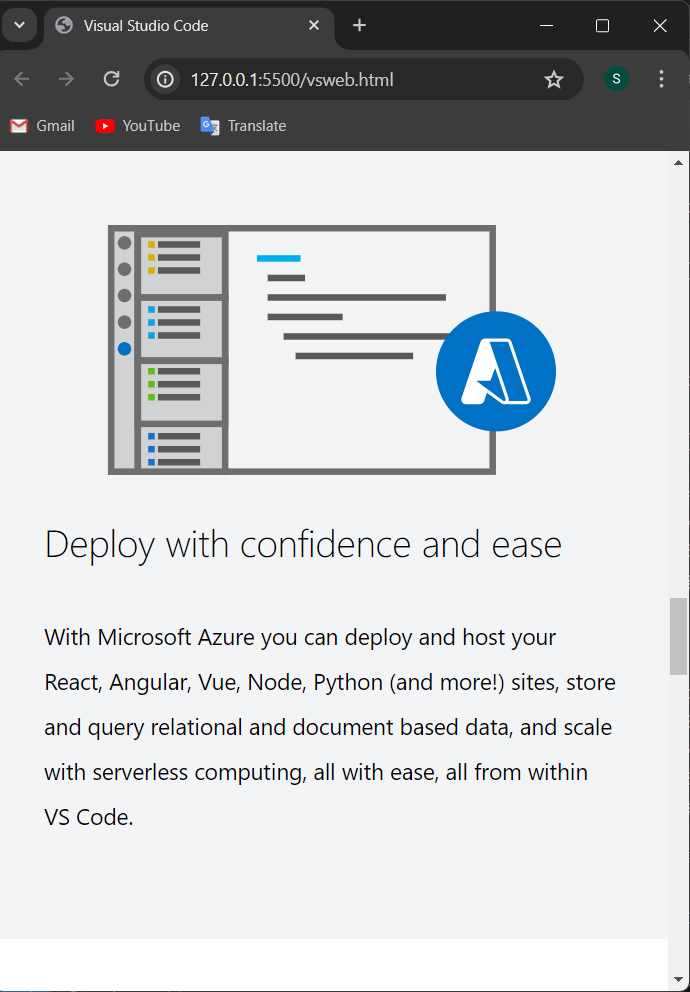 Visual Studio Code
127.0.0.1:5500/vsweb.html
S
Gmail
YouTube
Translate
Deploy with confidence and ease
With Microsoft Azure you can deploy and host your
React, Angular, Vue, Node, Python (and more!) sites, store
and query relational and document based data, and scale
with serverless computing, all with ease, all from within
VS Code.